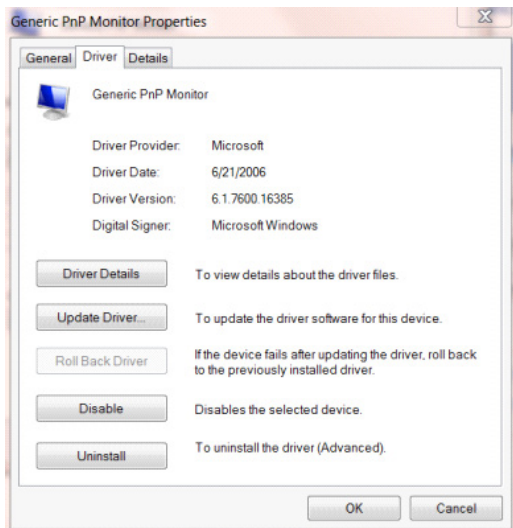 Generic PnP Monitor Properties
General Driver Details
Generic PnP Monitor
Driver Provider: Microsoft
Driver Date: 6/21/2006
Driver Version: 6.1.7600.16385
Digital Signer: Microsoft Windows
Driver Details To view details about the driver files.
Update Driver... To update the driver software for this device.
Roll Back Driver If the device fails after updating the driver, roll back
to the previously installed driver.
Disable Disables the selected device.
Uninstall To uninstall the driver (Advanced).
OK Cancel